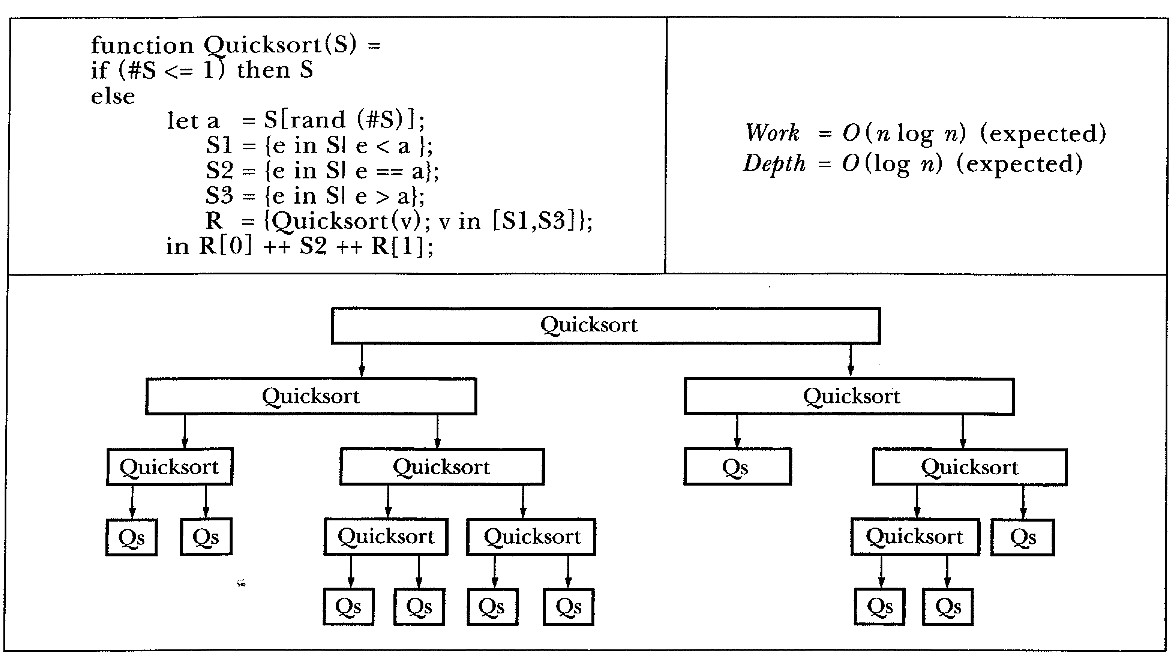 function Quicksort(S) =
if (#S <= 1) then S
else
let a = S[rand (#S)];
S1 = {e in S| e < a };
S2 = {e in S| e == a};
S3 = {e in S| e > a};
R = {Quicksort(v); v in [S1,S3]};
in R[0] ++ S2 ++ R[1];
Work = O(n log n) (expected)
Depth = O(log n) (expected)
Quicksort
Quicksort Quicksort
Quicksort Quicksort Qs Quicksort
Qs Qs Quicksort Quicksort Quicksort Qs
Qs Qs Qs Qs Qs Qs